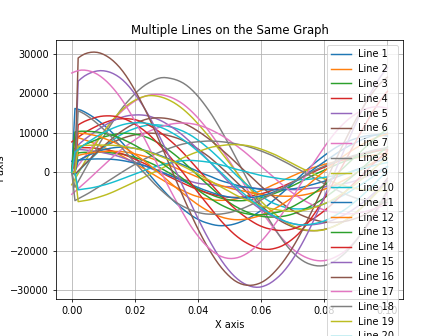 Multiple Lines on the Same Graph
30000
20000
10000
0
−10000
−20000
−30000
0.00
0.02
0.04
0.06
0.08
X axis
Line 1
Line 2
Line 3
Line 4
Line 5
Line 7
Line 8
Line 9
Line 10
Line 11
Line 12
Line 13
Line 14
Line 15
Line 16
Line 17
Line 18
Line 19
Line 20